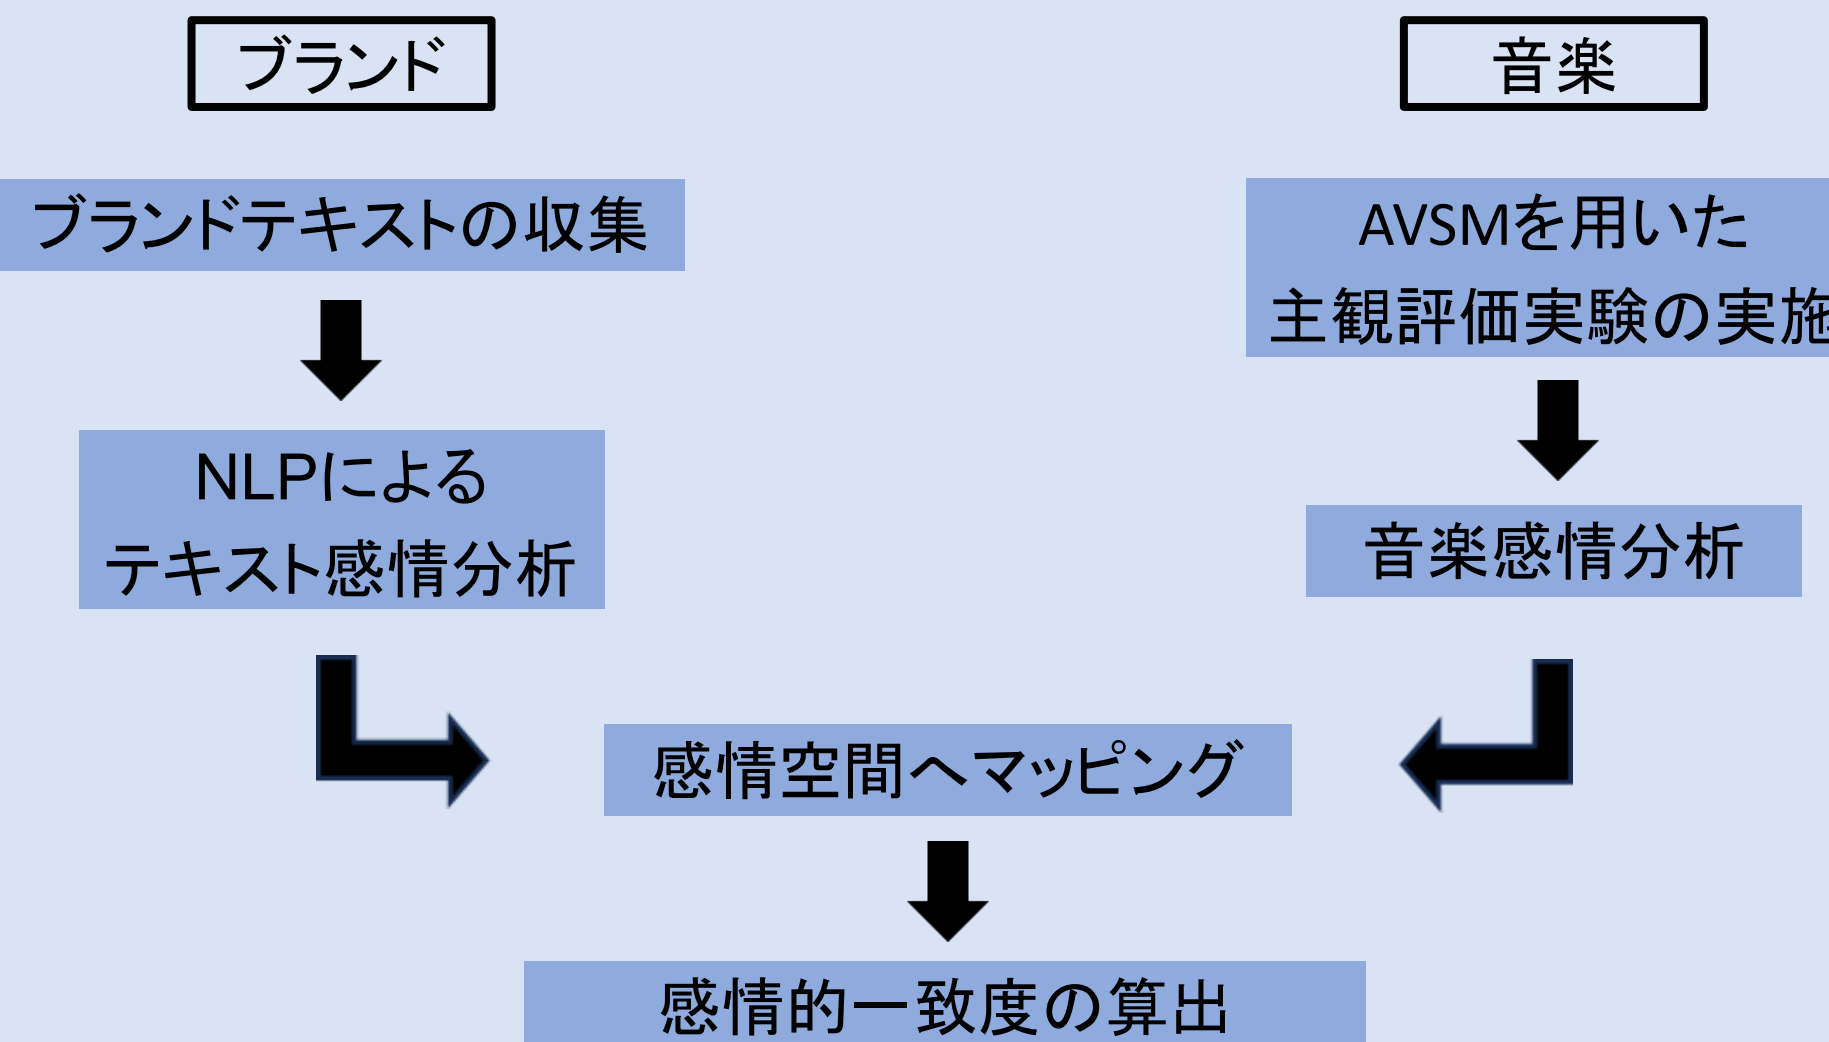 ブランド
音楽
ブランドテキストの収集
AVSMを用いた
主観評価実験の実施
NLPによる
テキスト感情分析
音楽感情分析
感情空間へマッピング
感情的一致度の算出